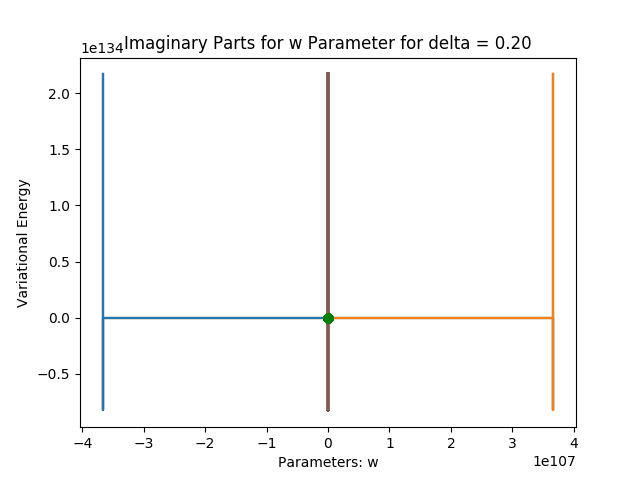 Imaginary Parts for w Parameter for delta = 0.20
1e134
2.0
1.5
1.0
0.5
0.0
−0.5
Variational Energy
−4 −3 −2 −1 0 1 2 3 4
1e107
Parameters: w